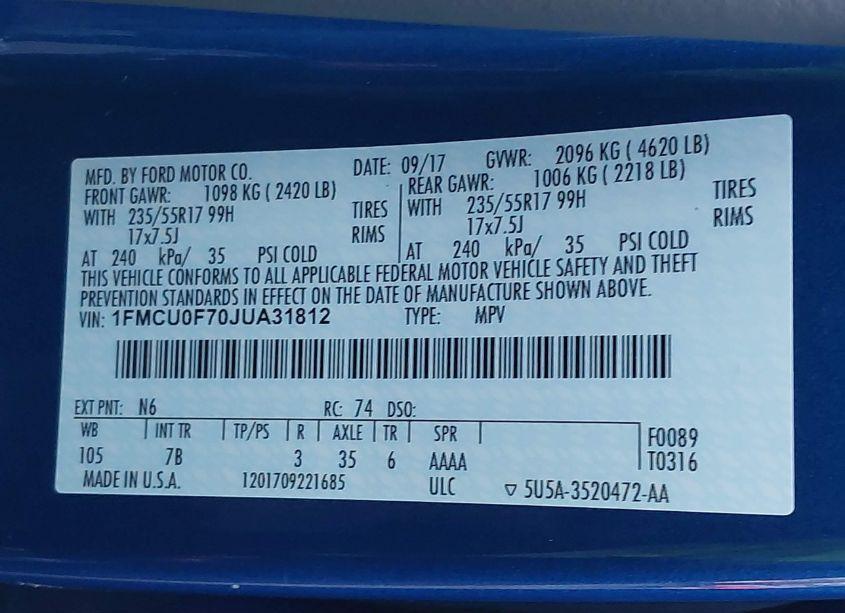 MFD. BY FORD MOTOR CO. DATE: 09/17 GVWR: 2096 KG ( 4620 LB)
FRONT GAWR: 1098 KG ( 2420 LB) REAR GAWR: 1006 KG ( 2218 LB)
WITH 235/55R17 99H TIRES WITH 235/55R17 99H TIRES
17x7.5J RIMS 17x7.5J RIMS
AT 240 kPa/ 35 PSI COLD AT 240 kPa/ 35 PSI COLD
THIS VEHICLE CONFORMS TO ALL APPLICABLE FEDERAL MOTOR VEHICLE SAFETY AND THEFT
PREVENTION STANDARDS IN EFFECT ON THE DATE OF MANUFACTURE SHOWN ABOVE.
VIN: 1FMCU0F70JUA31812 TYPE: MPV
EXT PNT: N6 RC: 74 DSO:
WB INT TR TP/PS R AXLE TR SPR F0089
105 7B 3 35 6 AAAA T0316
MADE IN U.S.A. 1201709221685 ULC ▽ 5U5A-3520472-AA